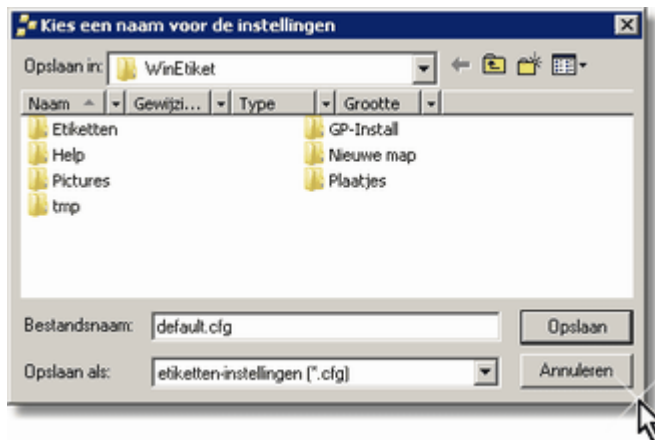 Kies een naam voor de instellingen
Opslaan in: WinEtiket
Naam Gewijzi... Type Grootte
Etiketten GP-Install
Help Nieuwe map
Pictures Plaatjes
tmp
Bestandsnaam: default.cfg Opslaan
Opslaan als: etiketten-instellingen (*.cfg) Annuleren